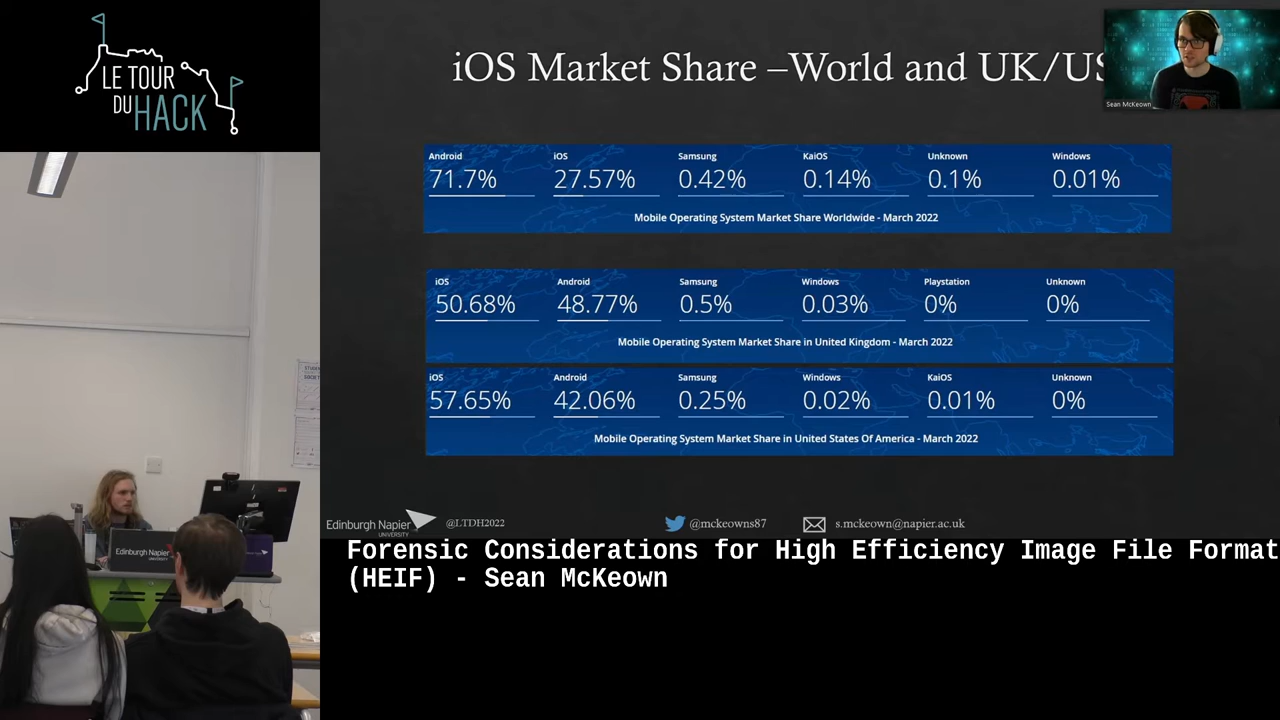 LE TOUR
DU HACK
iOS Market Share –World and UK/US
Sean McKeown
Android iOS Samsung KaiOS Unknown Windows
71.7% 27.57% 0.42% 0.14% 0.1% 0.01%
Mobile Operating System Market Share Worldwide - March 2022
iOS Android Samsung Windows Playstation Unknown
50.68% 48.77% 0.5% 0.03% 0% 0%
Mobile Operating System Market Share in United Kingdom - March 2022
iOS Android Samsung Windows KaiOS Unknown
57.65% 42.06% 0.25% 0.02% 0.01% 0%
Mobile Operating System Market Share in United States Of America - March 2022
Edinburgh Napier
UNIVERSITY
@LTDH2022 @mckeowns87 s.mckeown@napier.ac.uk
Edinburgh Napier
Forensic Considerations for High Efficiency Image File Format
(HEIF) - Sean McKeown